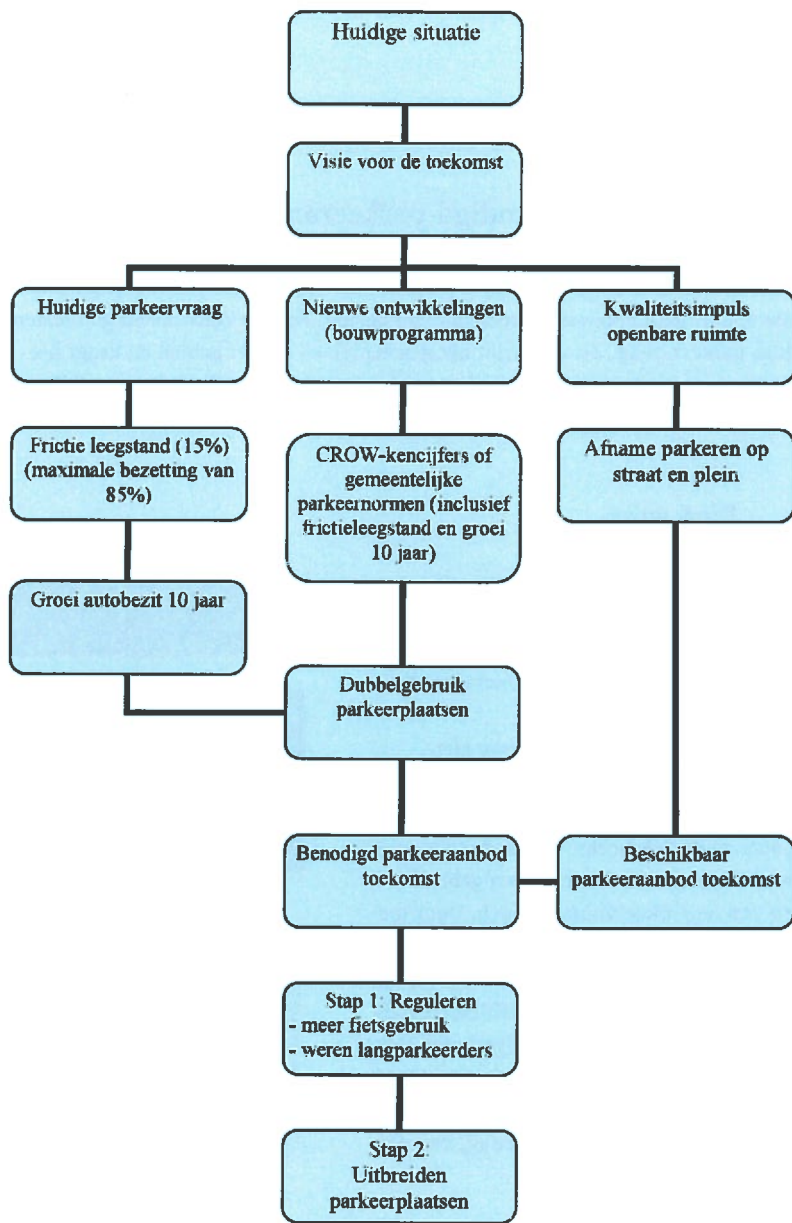 Huidige situatie
Visie voor de toekomst
Huidige parkeervraag
Nieuwe ontwikkelingen
(bouwprogramma)
Kwaliteitsimpuls
openbare ruimte
Frictie leegstand (15%)
(maximale bezetting van
85%)
CROW-kencijfers of
gemeentelijke
parkeernormen (inclusief
frictieleegstand en groei
10 jaar)
Afname parkeren op
straat en plein
Groei autobezit 10 jaar
Dubbelgebruik
parkeerplaatsen
Benodigd parkeeraanbod
toekomst
Beschikbaar
parkeeraanbod toekomst
Stap 1: Reguleren
- meer fietsgebruik
- weren langparkeerders
Stap 2:
Uitbreiden
parkeerplaatsen